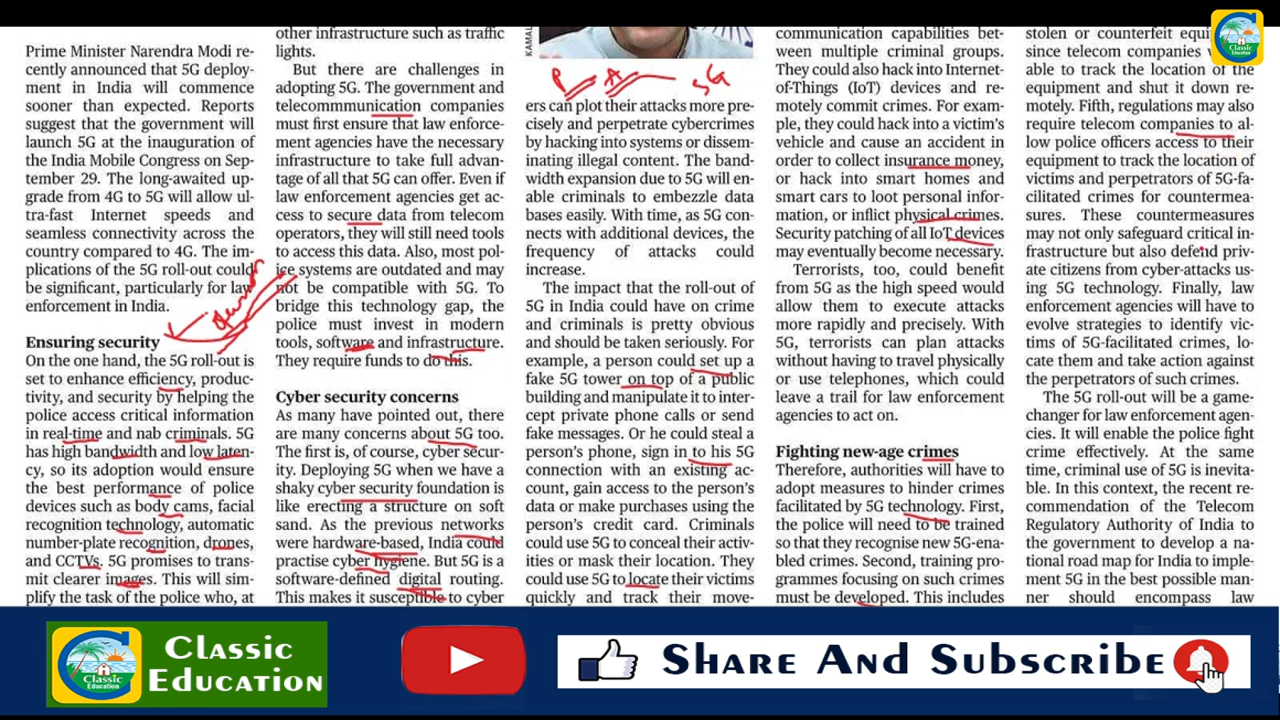 Prime Minister Narendra Modi re-
cently announced that 5G deploy-
ment in India will commence
sooner than expected. Reports
suggest that the government will
launch 5G at the inauguration of
the India Mobile Congress on Sep-
tember 29. The long-awaited up-
grade from 4G to 5G will allow ul-
tra-fast Internet speeds and
seamless connectivity across the
country compared to 4G. The im-
plications of the 5G roll-out could
be significant, particularly for law
enforcement in India.
Ensuring security
On the one hand, the 5G roll-out is
set to enhance efficiency, produc-
tivity, and security by helping the
police access critical information
in real-time and nab criminals. 5G
has high bandwidth and low laten-
cy, so its adoption would ensure
the best performance of police
devices such as body cams, facial
recognition technology, automatic
number-plate recognition, drones,
and CCTVs. 5G promises to trans-
mit clearer images. This will sim-
plify the task of the police who, at
other infrastructure such as traffic
lights.
But there are challenges in
adopting 5G. The government and
telecommmunication companies
must first ensure that law enforce-
ment agencies have the necessary
infrastructure to take full advan-
tage of all that 5G can offer. Even if
law enforcement agencies get ac-
cess to secure data from telecom
operators, they will still need tools
to access this data. Also, most pol-
ice systems are outdated and may
not be compatible with 5G. To
bridge this technology gap, the
police must invest in modern
tools, software and infrastructure.
They require funds to do this.
Cyber security concerns
As many have pointed out, there
are many concerns about 5G too.
The first is, of course, cyber secur-
ity. Deploying 5G when we have a
shaky cyber security foundation is
like erecting a structure on soft
sand. As the previous networks
were hardware-based, India could
practise cyber hygiene. But 5G is a
software-defined digital routing.
This makes it susceptible to cyber
KAMAL
P A 5G
ers can plot their attacks more pre-
cisely and perpetrate cybercrimes
by hacking into systems or dissem-
inating illegal content. The band-
width expansion due to 5G will en-
able criminals to embezzle data
bases easily. With time, as 5G con-
nects with additional devices, the
frequency of attacks could
increase.
The impact that the roll-out of
5G in India could have on crime
and criminals is pretty obvious
and should be taken seriously. For
example, a person could set up a
fake 5G tower on top of a public
building and manipulate it to inter-
cept private phone calls or send
fake messages. Or he could steal a
person's phone, sign in to his 5G
connection with an existing ac-
count, gain access to the person's
data or make purchases using the
person's credit card. Criminals
could use 5G to conceal their activ-
ities or mask their location. They
could use 5G to locate their victims
quickly and track their move-
communication capabilities bet-
ween multiple criminal groups.
They could also hack into Internet-
of-Things (IoT) devices and re-
motely commit crimes. For exam-
ple, they could hack into a victim's
vehicle and cause an accident in
order to collect insurance money,
or hack into smart homes and
smart cars to loot personal infor-
mation, or inflict physical crimes.
Security patching of all IoT devices
may eventually become necessary.
Terrorists, too, could benefit
from 5G as the high speed would
allow them to execute attacks
more rapidly and precisely. With
5G, terrorists can plan attacks
without having to travel physically
or use telephones, which could
leave a trail for law enforcement
agencies to act on.
Fighting new-age crimes
Therefore, authorities will have to
adopt measures to hinder crimes
facilitated by 5G technology. First,
the police will need to be trained
so that they recognise new 5G-ena-
bled crimes. Second, training pro-
grammes focusing on such crimes
must be developed. This includes
stolen or counterfeit
since telecom companies
able to track the location of the
equipment and shut it down re-
motely. Fifth, regulations may also
require telecom companies to al-
low police officers access to their
equipment to track the location of
victims and perpetrators of 5G-fa-
cilitated crimes for countermea-
sures. These countermeasures
may not only safeguard critical in-
frastructure but also defend priv-
ate citizens from cyber-attacks us-
ing 5G technology. Finally, law
enforcement agencies will have to
evolve strategies to identify vic-
tims of 5G-facilitated crimes, lo-
cate them and take action against
the perpetrators of such crimes.
The 5G roll-out will be a game-
changer for law enforcement agen-
cies. It will enable the police fight
crime effectively. At the same
time, criminal use of 5G is inevita-
ble. In this context, the recent re-
commendation of the Telecom
Regulatory Authority of India to
the government to develop a na-
tional road map for India to imple-
ment 5G in the best possible man-
ner should encompass law
Classic
Education
Classic
Education
Classic
Education
Share And Subscribe